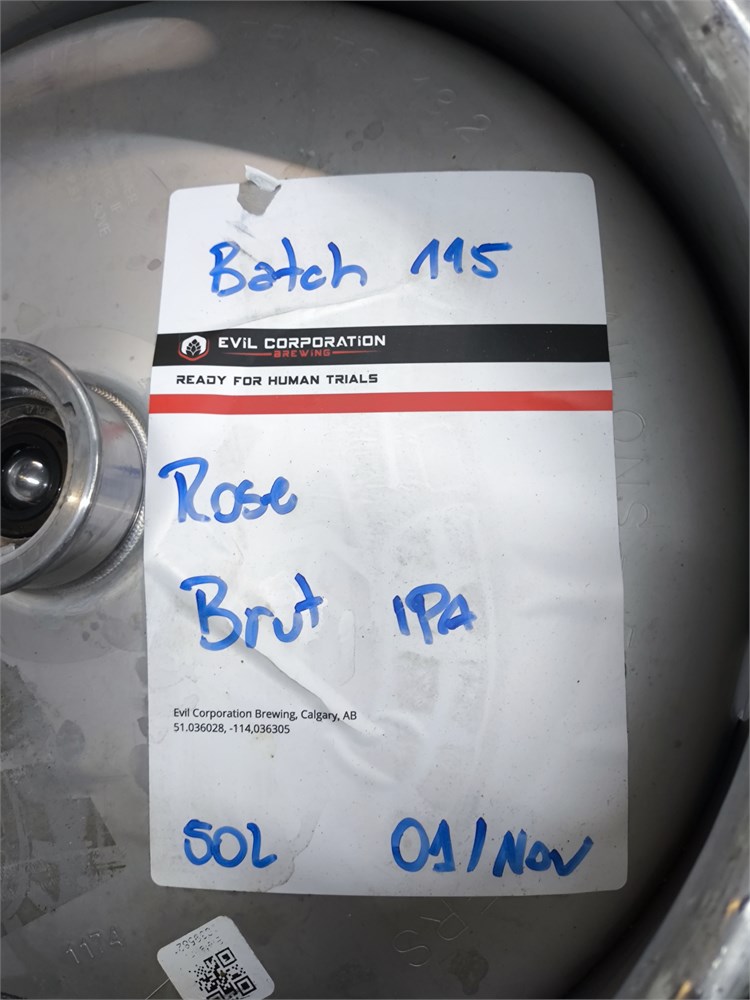 Batch 115
EViL CORPORATiON
BREWiNG
READY FOR HUMAN TRIALS
Rose
Brut IPA
Evil Corporation Brewing, Calgary, AB
51.036028, -114,036305
50L 01/Nov
1174